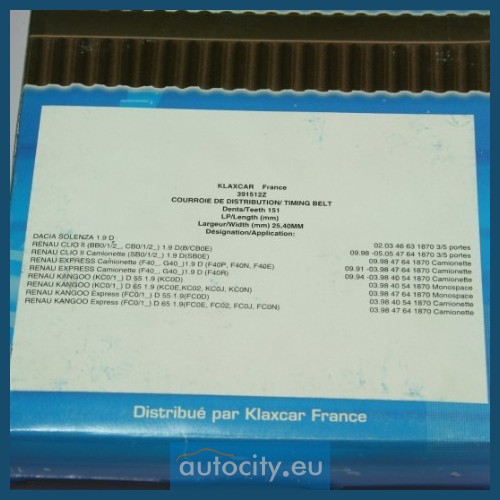 KLAXCAR France
391512Z
COURROIE DE DISTRIBUTION/ TIMING BELT
Dents/Teeth 151
LP/Length (mm)
Largeur/Width (mm) 25,40MM
Désignation/Application:
DACIA SOLENZA 1.9 D 02.03 46 63 1870 3/5 portes
RENAU CLIO II (BB0/1/2_, CB0/1/2_) 1.9 D(B/CB0E) 09.98 -05.05 47 64 1870 3/5 portes
RENAU CLIO II Camionette (SB0/1/2_) 1.9 D(SB0E) 09.98 47 64 1870 Camionette
RENAU EXPRESS Camionette (F40_, G40_) 1.9 D (F40P, F40N, F40E) 09.91 -03.98 47 64 1870 Camionette
RENAU EXPRESS Camionette (F40_, G40_) 1.9 D (F40R) 09.94 -03.98 40 54 1870 Camionette
RENAU KANGOO (KC0/1_) D 55 1.9 (KC0D) 03.98 40 54 1870 Monospace
RENAU KANGOO (KC0/1_) D 65 1.9 (KC0E,KC02, KC0J, KC0N) 03.98 47 64 1870 Monospace
RENAU KANGOO Express (FC0/1_) D 55 1.9(FC0D) 03.98 40 54 1870 Camionette
RENAU KANGOO Express (FC0/1_) D 65 1.9(FC0E, FC02, FC0J, FC0N) 03.98 47 64 1870 Camionette
Distribué par Klaxcar France
autocity.eu